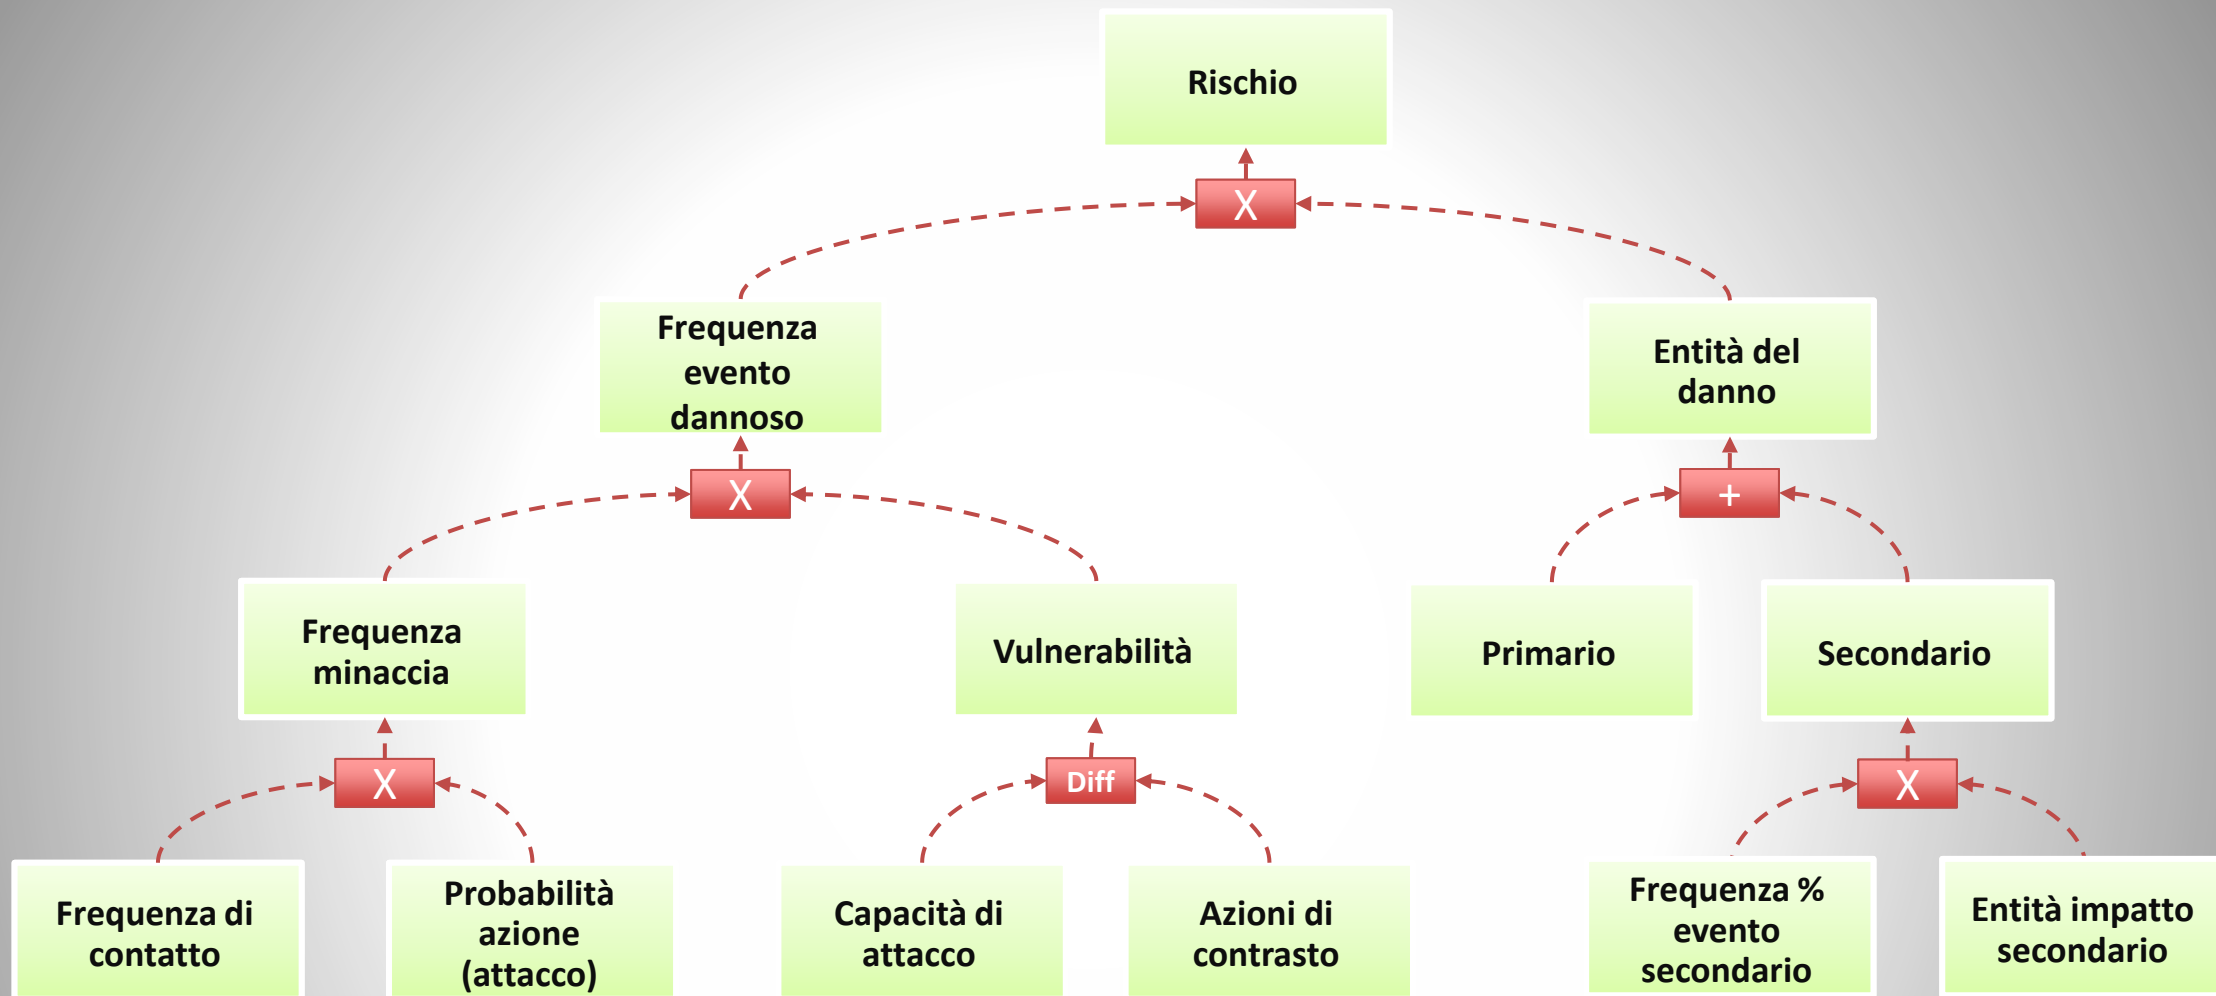 Rischio
X
Frequenza
evento
dannoso
Entità del
danno
X
+
Frequenza
minaccia
Vulnerabilità
Primario
Secondario
X
Diff
X
Frequenza di
contatto
Probabilità
azione
(attacco)
Capacità di
attacco
Azioni di
contrasto
Frequenza %
evento
secondario
Entità impatto
secondario